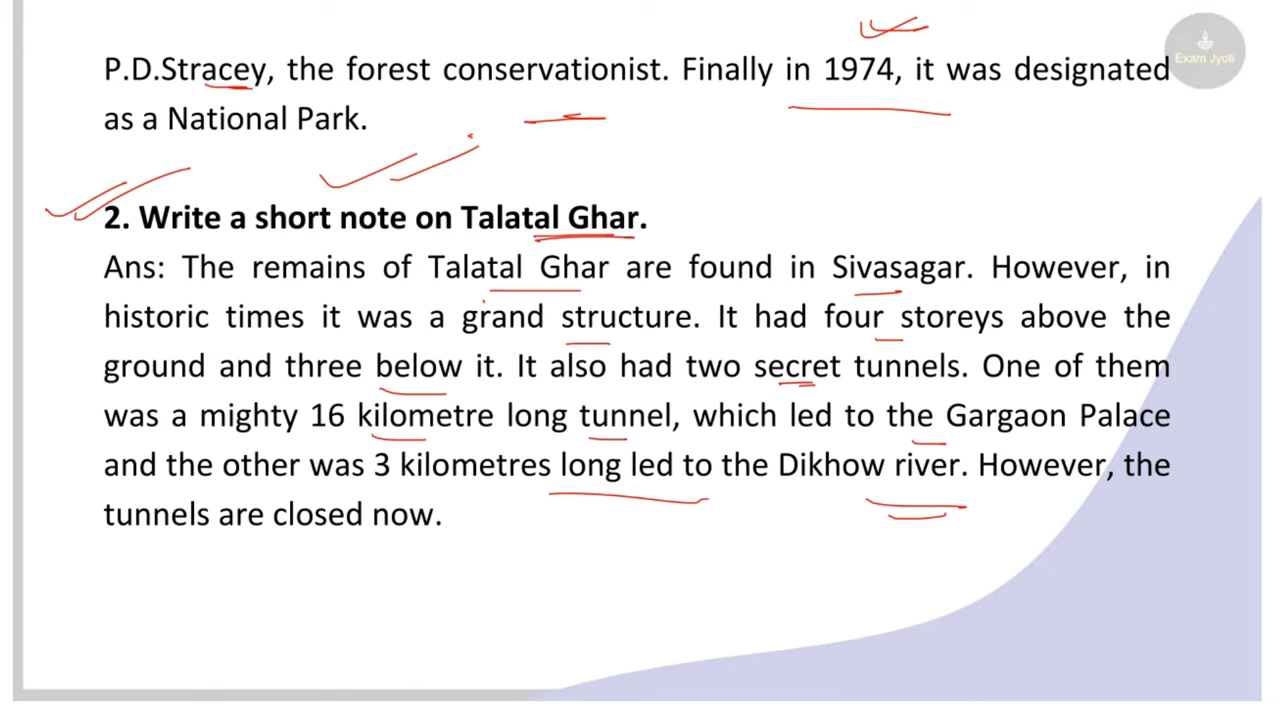 P.D.Stracey, the forest conservationist. Finally in 1974, it was designated
as a National Park.
Exam Jyoti
2. Write a short note on Talatal Ghar.
Ans: The remains of Talatal Ghar are found in Sivasagar. However, in
historic times it was a grand structure. It had four storeys above the
ground and three below it. It also had two secret tunnels. One of them
was a mighty 16 kilometre long tunnel, which led to the Gargaon Palace
and the other was 3 kilometres long led to the Dikhow river. However, the
tunnels are closed now.